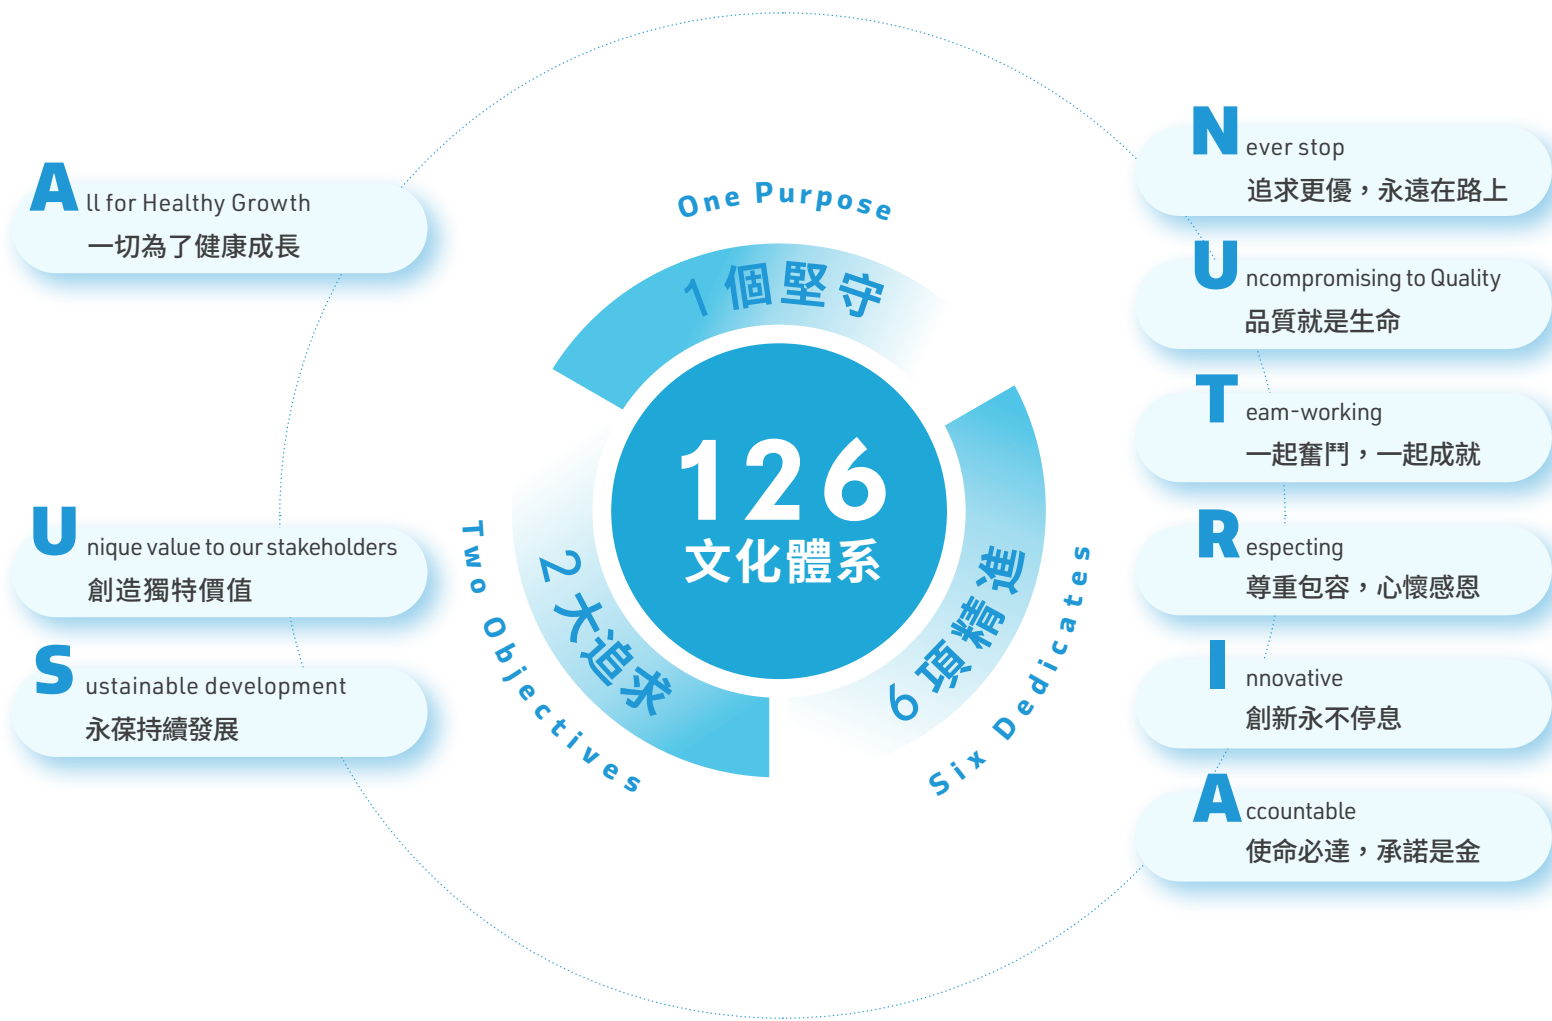 All for Healthy Growth
一切為了健康成長
Unique value to our stakeholders
創造獨特價值
Sustainable development
永葆持續發展
One Purpose
1個堅守
126
文化體系
2大追求
Two Objectives
6項精進
Six Dedicates
Never stop
追求更優，永遠在路上
Uncompromising to Quality
品質就是生命
Team-working
一起奮鬥，一起成就
Respecting
尊重包容，心懷感恩
Innovative
創新永不停息
Accountable
使命必達，承諾是金